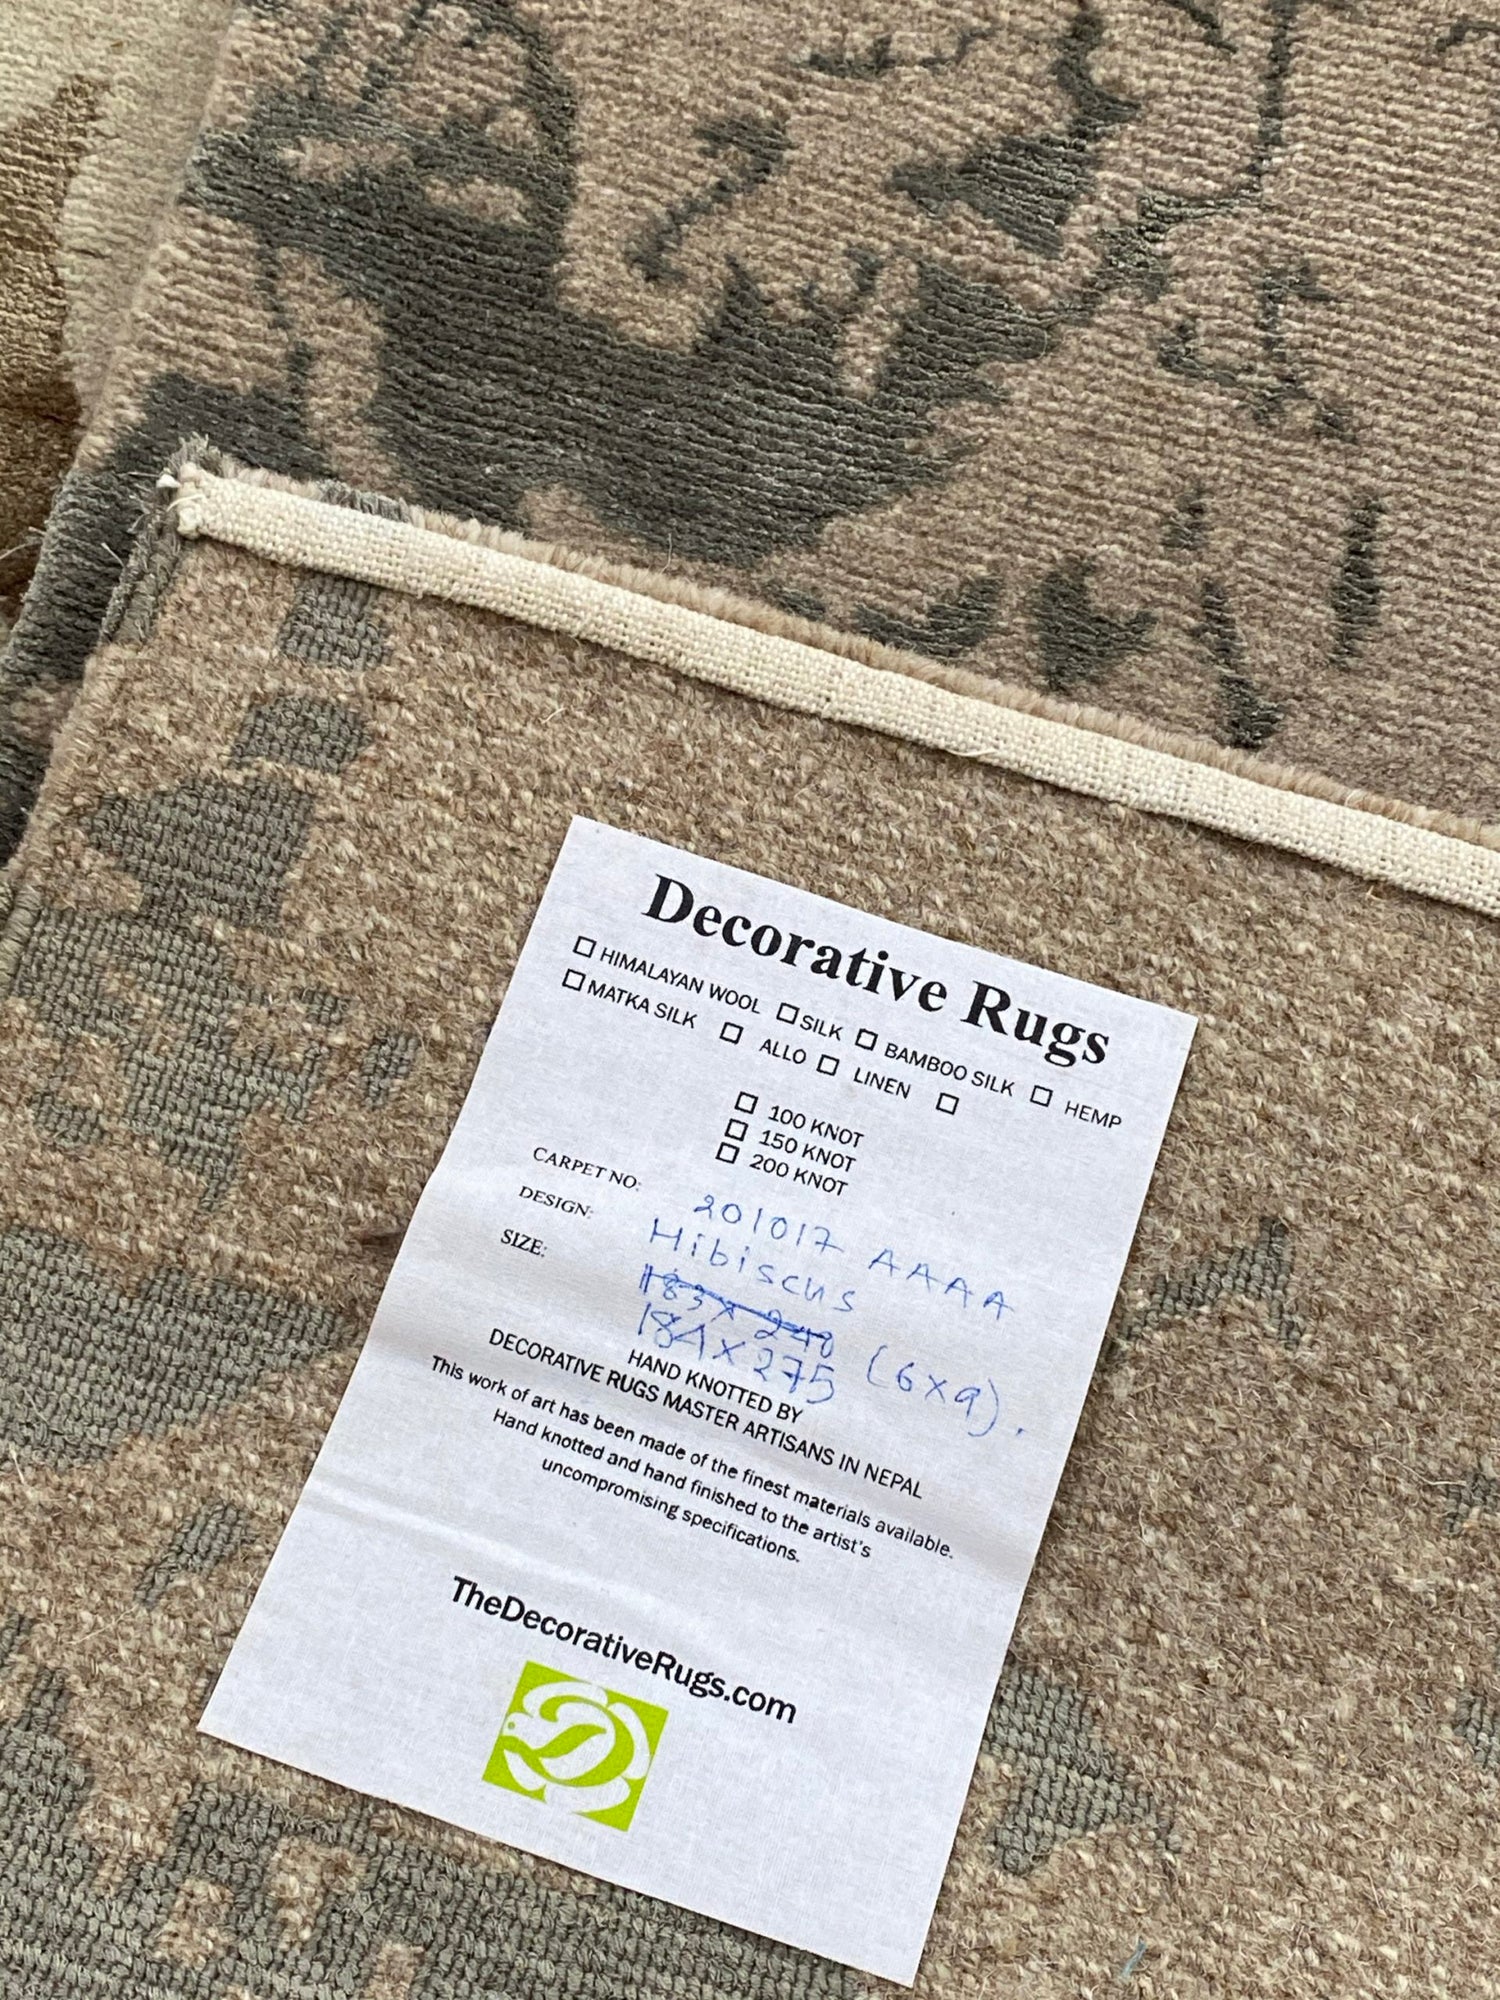 Decorative Rugs
☐ HIMALAYAN WOOL ☐ SILK ☐ BAMBOO SILK ☐ HEMP
☐ MATKA SILK ☐ ALLO ☐ LINEN ☐
☐ 100 KNOT
☐ 150 KNOT
☐ 200 KNOT
CARPET NO: 201017 AAAA
DESIGN: Hibiscus
SIZE: 183 x 240
184 x 275 (6x9).
HAND KNOTTED BY
DECORATIVE RUGS MASTER ARTISANS IN NEPAL
This work of art has been made of the finest materials available.
Hand knotted and hand finished to the artist's
uncompromising specifications.
TheDecorativeRugs.com